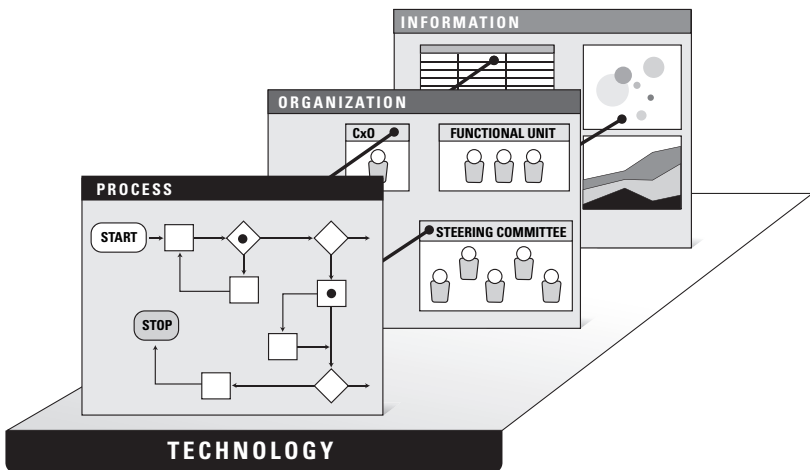 INFORMATION
ORGANIZATION
CxO
FUNCTIONAL UNIT
PROCESS
START
STEERING COMMITTEE
STOP
TECHNOLOGY